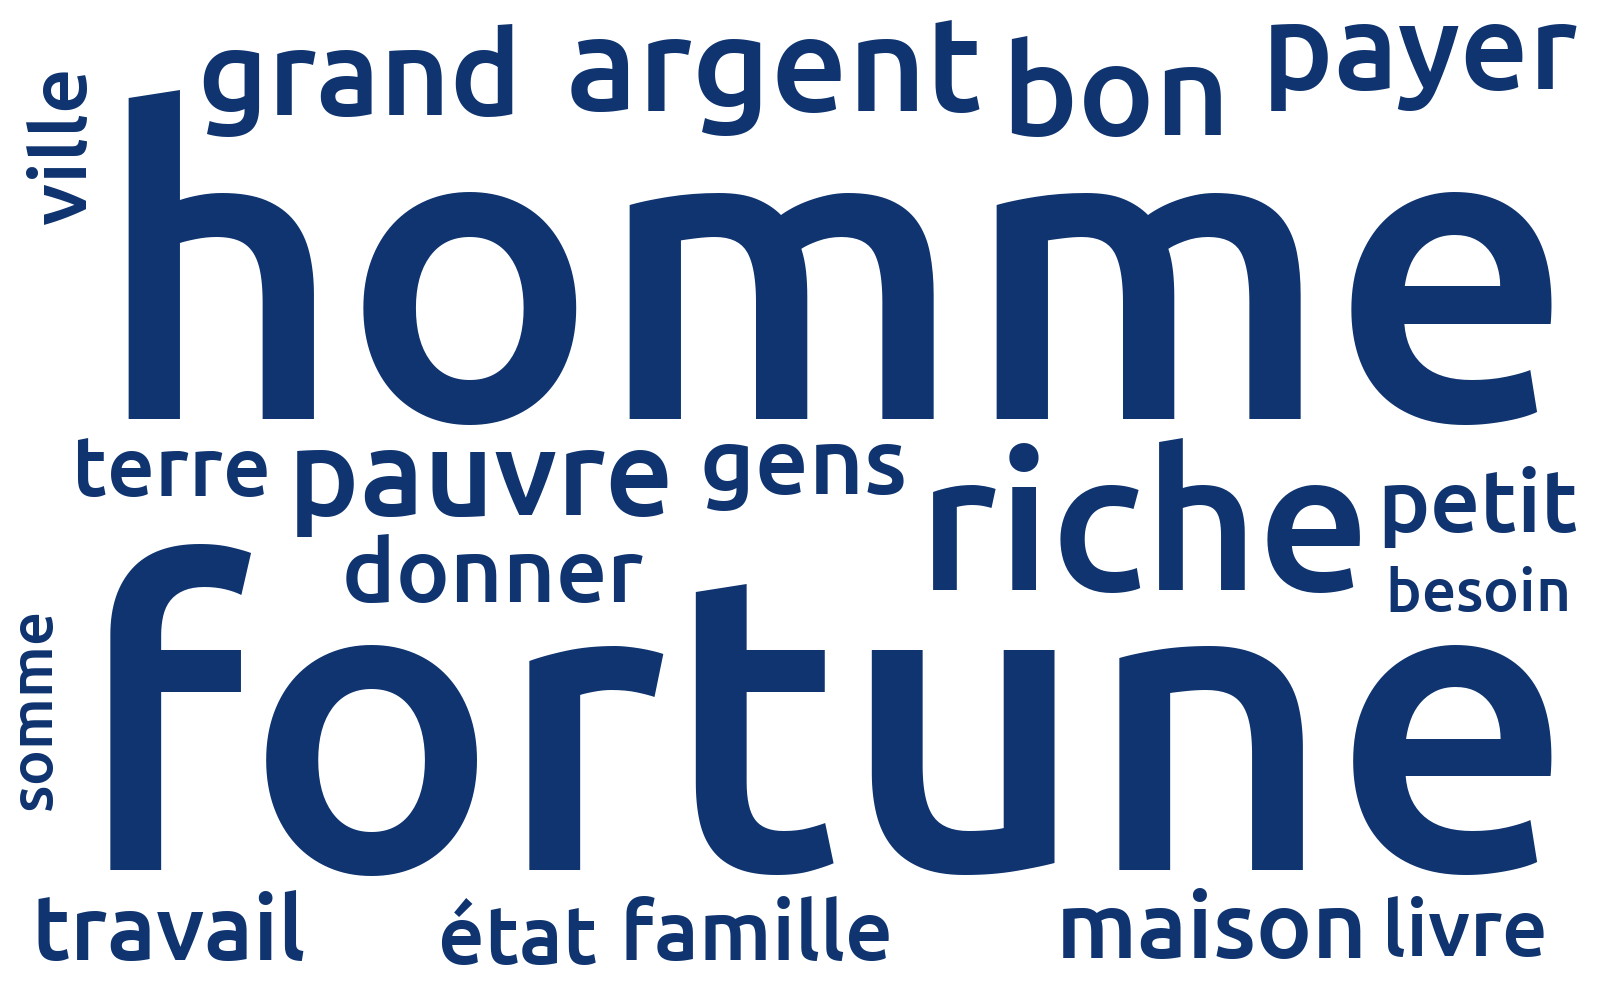 ville
grand
argent
bon
payer
homme
terre
pauvre
gens
riche
petit
donner
besoin
somme
fortune
travail
état
famille
maison
livre